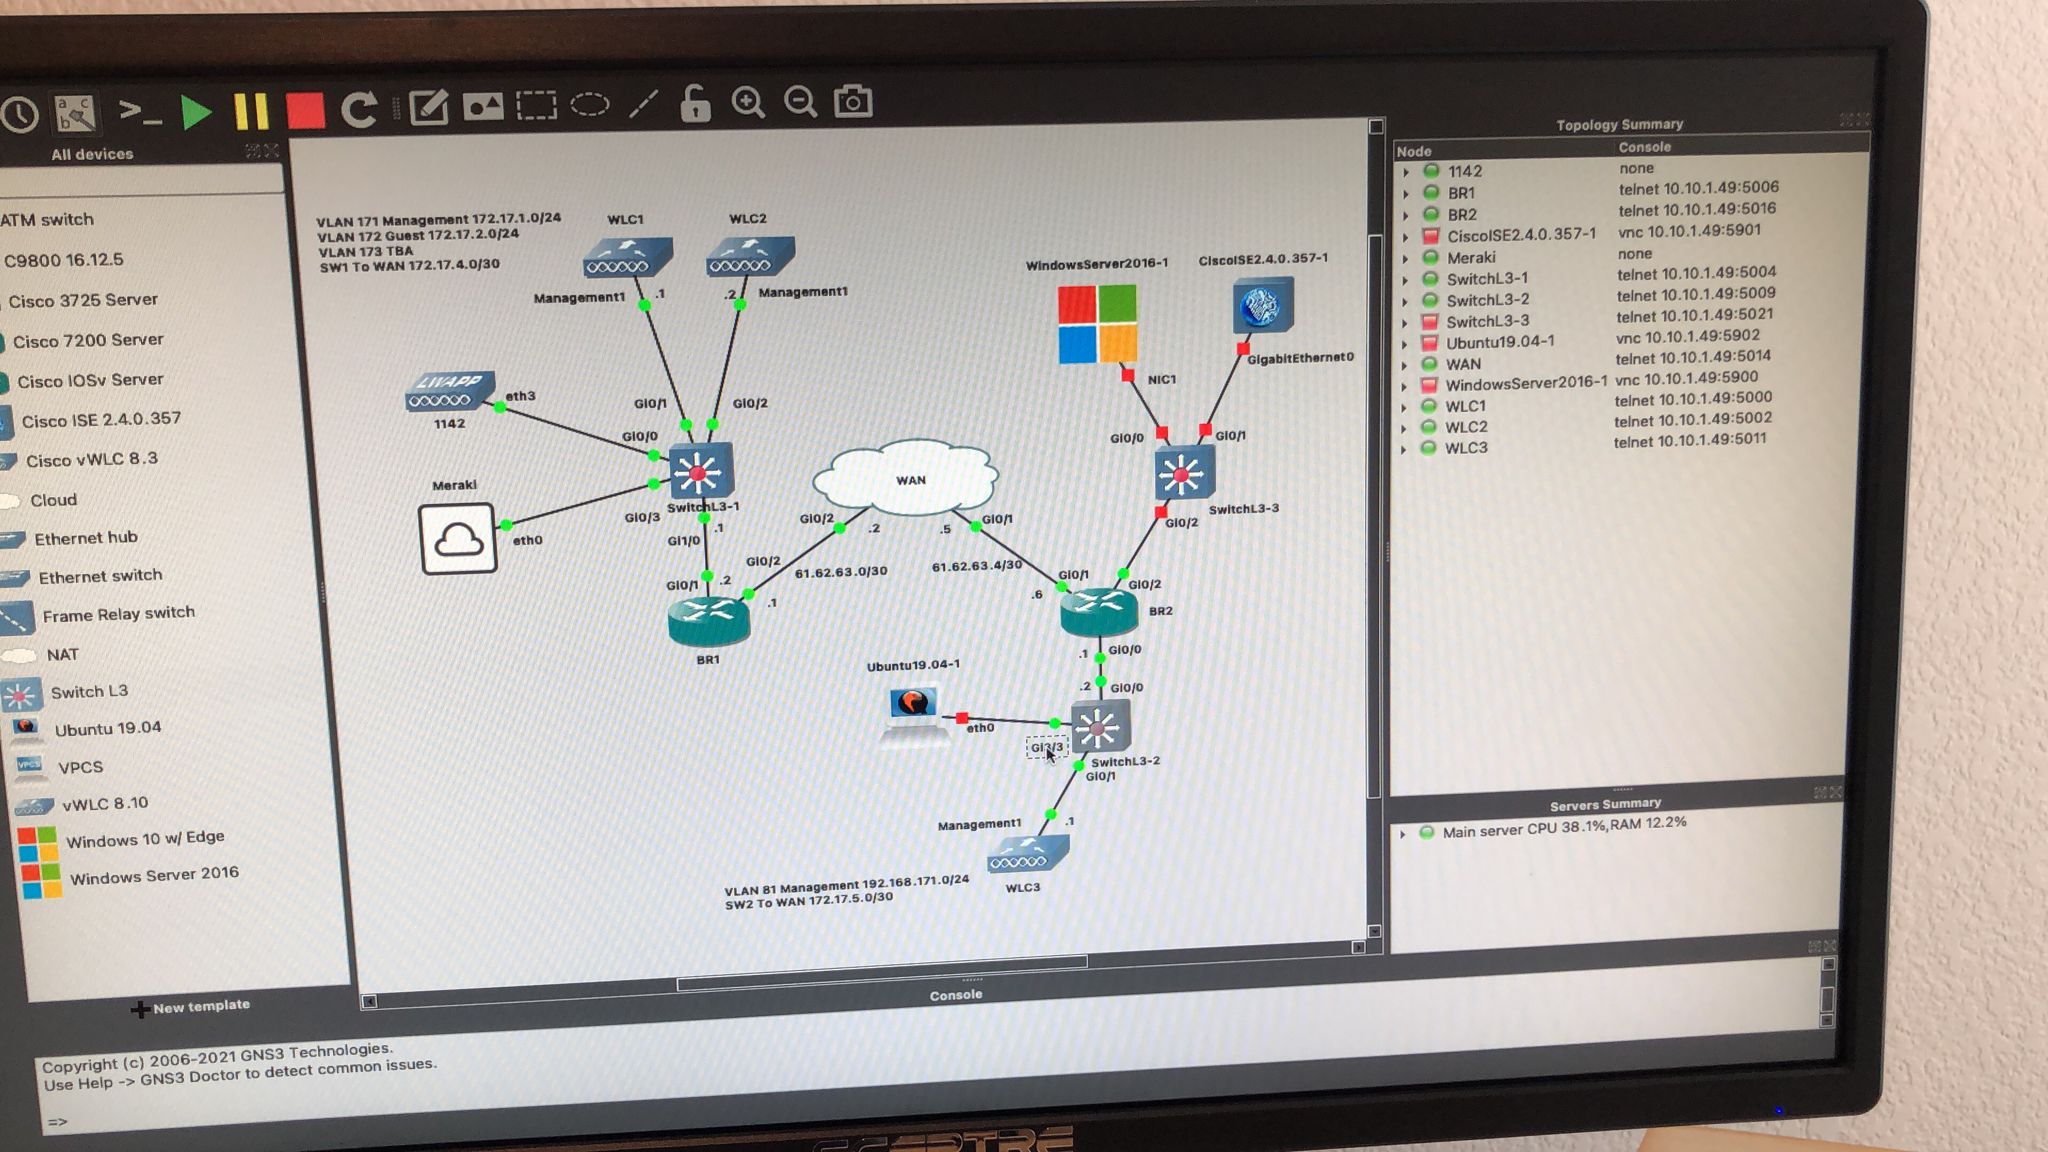 All devices
ATM switch
C9800 16.12.5
Cisco 3725 Server
Cisco 7200 Server
Cisco IOSv Server
Cisco ISE 2.4.0.357
Cisco vWLC 8.3
Cloud
Ethernet hub
Ethernet switch
Frame Relay switch
NAT
Switch L3
Ubuntu 19.04
VPCS
vWLC 8.10
Windows 10 w/ Edge
Windows Server 2016
New template
VLAN 171 Management 172.17.1.0/24
VLAN 172 Guest 172.17.2.0/24
VLAN 173 TBA
SW1 To WAN 172.17.4.0/30
WLC1
WLC2
Management1
.1
.2
Management1
LWAPP
1142
eth3
Gi0/1
Gi0/2
Gi0/0
Meraki
eth0
Gi0/3
SwitchL3-1
.1
Gi1/0
Gi0/1
.2
BR1
Gi0/2
.1
61.62.63.0/30
Gi0/2
.2
WAN
.5
Gi0/1
61.62.63.4/30
Gi0/1
.6
Gi0/2
BR2
WindowsServer2016-1
CiscoISE2.4.0.357-1
NIC1
GigabitEthernet0
Gi0/0
Gi0/1
SwitchL3-3
Gi0/2
.1
Gi0/0
.2
Gi0/0
Ubuntu19.04-1
eth0
Gi3/3
SwitchL3-2
Gi0/1
Management1
.1
WLC3
VLAN 81 Management 192.168.171.0/24
SW2 To WAN 172.17.5.0/30
Topology Summary
Node Console
1142 none
BR1 telnet 10.10.1.49:5006
BR2 telnet 10.10.1.49:5016
CiscoISE2.4.0.357-1 vnc 10.10.1.49:5901
Meraki none
SwitchL3-1 telnet 10.10.1.49:5004
SwitchL3-2 telnet 10.10.1.49:5009
SwitchL3-3 telnet 10.10.1.49:5021
Ubuntu19.04-1 vnc 10.10.1.49:5902
WAN telnet 10.10.1.49:5014
WindowsServer2016-1 vnc 10.10.1.49:5900
WLC1 telnet 10.10.1.49:5000
WLC2 telnet 10.10.1.49:5002
WLC3 telnet 10.10.1.49:5011
Servers Summary
Main server CPU 38.1%,RAM 12.2%
Console
Copyright (c) 2006-2021 GNS3 Technologies.
Use Help -> GNS3 Doctor to detect common issues.
=>
SCEPTRE